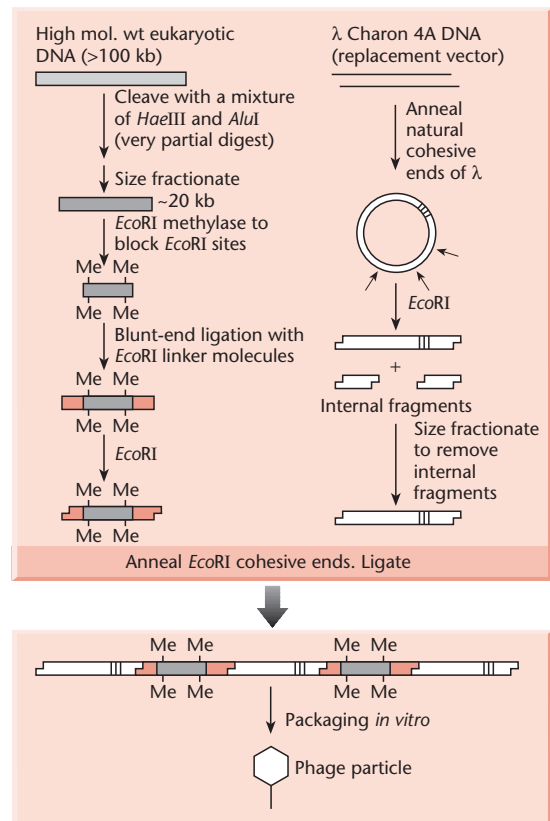 High mol. wt eukaryotic
DNA (>100 kb)
Cleave with a mixture
of HaeIII and AluI
(very partial digest)
Size fractionate
~20 kb
EcoRI methylase to
block EcoRI sites
Me Me
Me Me
Blunt-end ligation with
EcoRI linker molecules
Me Me
Me Me
EcoRI
Me Me
Me Me
λ Charon 4A DNA
(replacement vector)
Anneal
natural
cohesive
ends of λ
EcoRI
+
Internal fragments
Size fractionate
to remove
internal
fragments
Anneal EcoRI cohesive ends. Ligate
Me Me Me Me
Me Me Me Me
Packaging in vitro
Phage particle